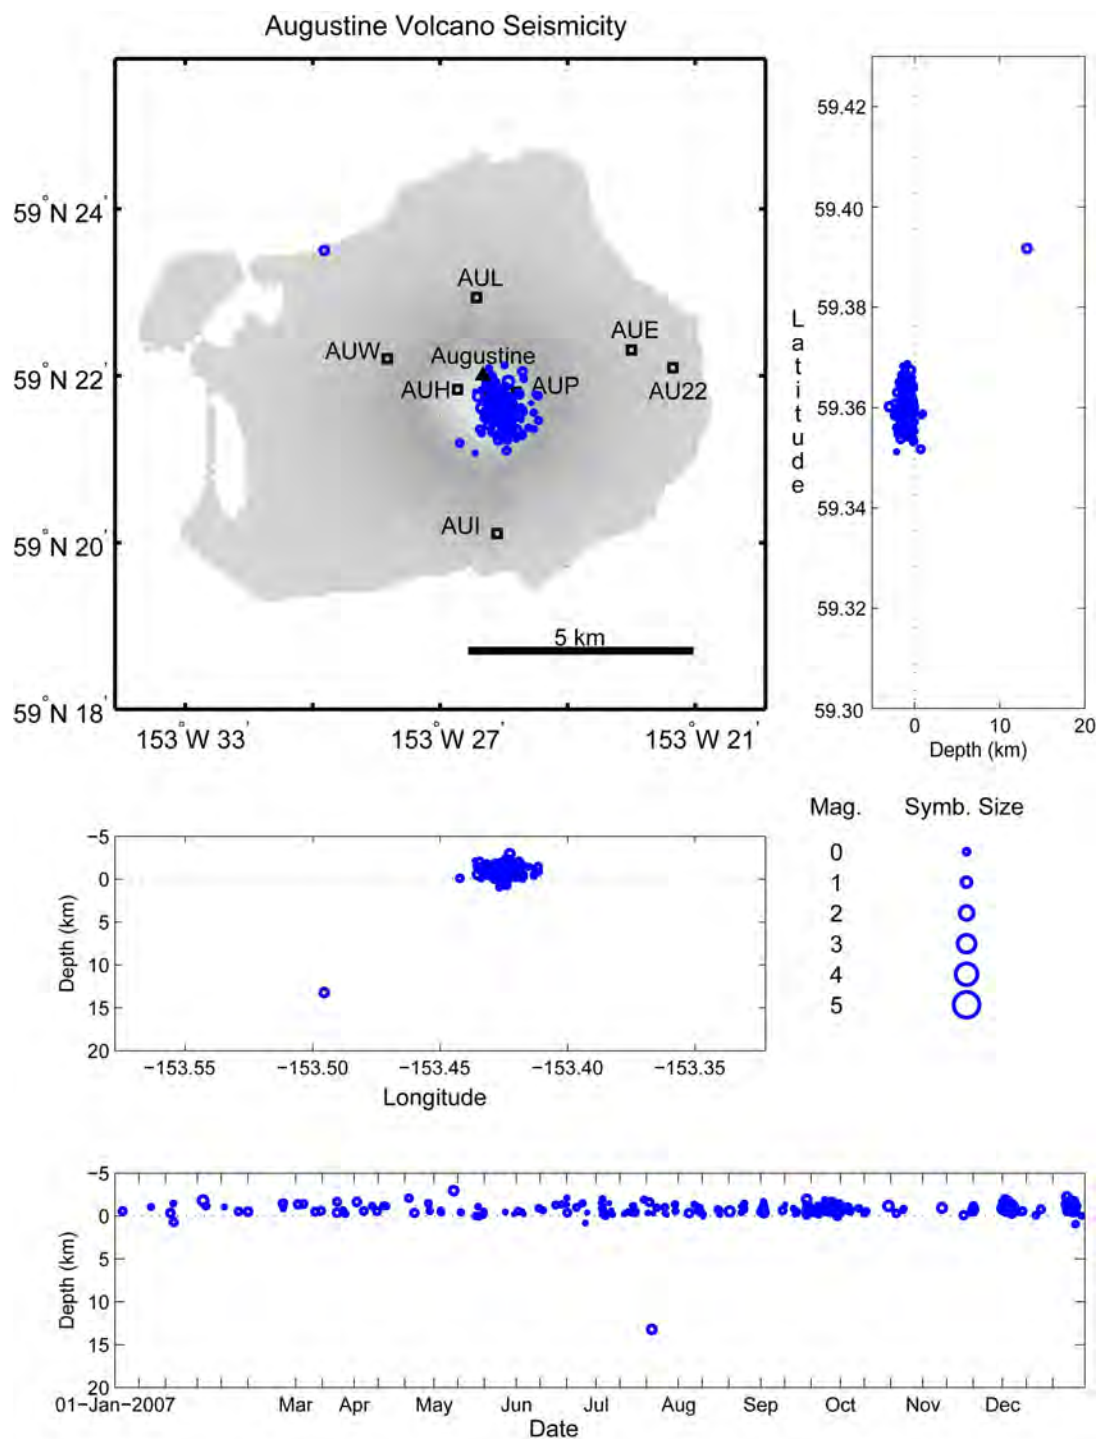 Augustine Volcano Seismicity
59°N 24'
59°N 22'
59°N 20'
59°N 18'
153°W 33'
153°W 27'
153°W 21'
AUL
AUE
AUW
Augustine
AUH
AUP
AU22
AUI
5 km
59.42
59.40
59.38
59.36
59.34
59.32
59.30
Latitude
0
10
20
Depth (km)
Mag.
Symb. Size
0
1
2
3
4
5
−5
0
5
10
15
20
Depth (km)
−153.55
−153.50
−153.45
−153.40
−153.35
Longitude
−5
0
5
10
15
20
Depth (km)
01−Jan−2007
Mar
Apr
May
Jun
Jul
Aug
Sep
Oct
Nov
Dec
Date